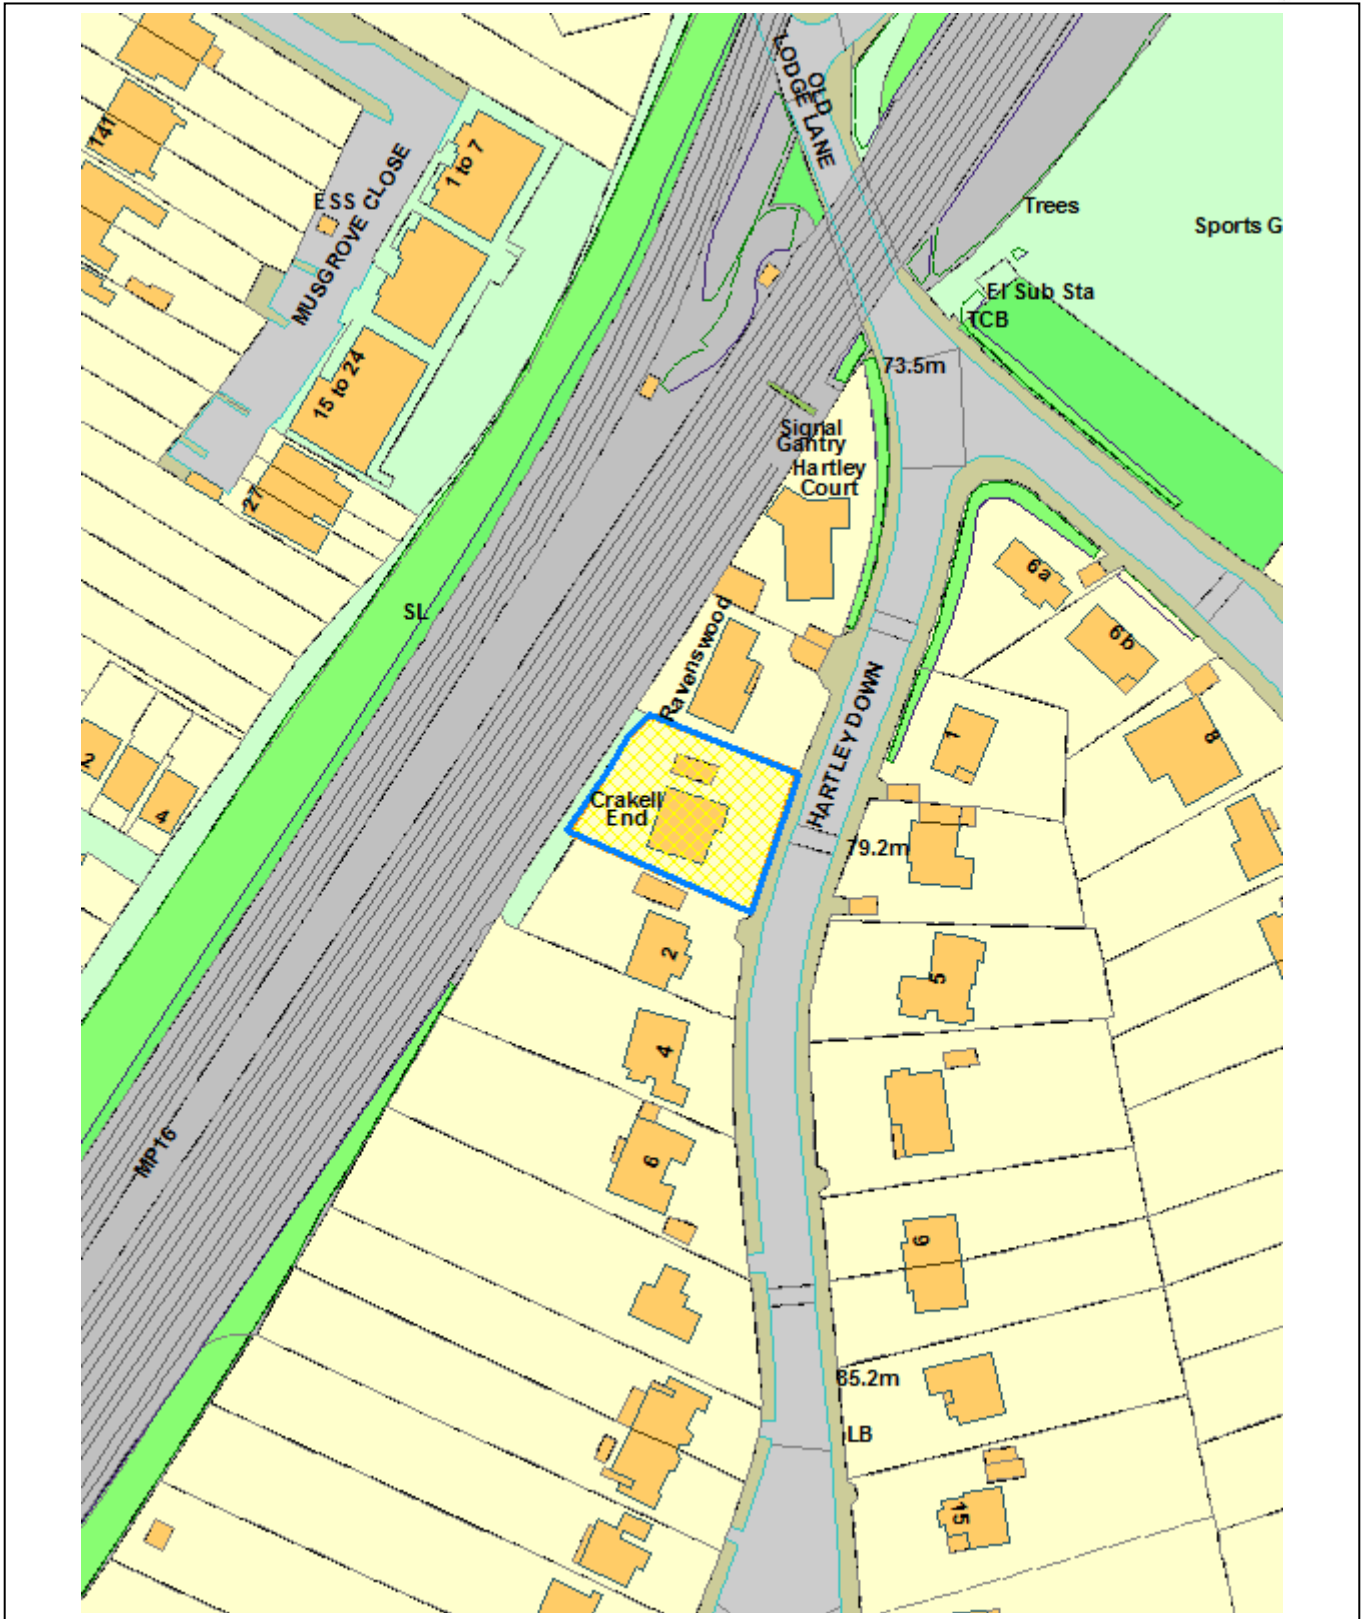 OLD
LODGE LANE
141
1 to 7
ESS
MUSGROVE CLOSE
Trees
Sports G
El Sub Sta
TCB
73.5m
15 to 24
Signal
Gantry
Hartley
Court
27
6a
SL
Ravenswood
6b
HARTLEY DOWN
1
8
2
4
Crakell
End
79.2m
2
5
4
MP16
6
9
85.2m
LB
15